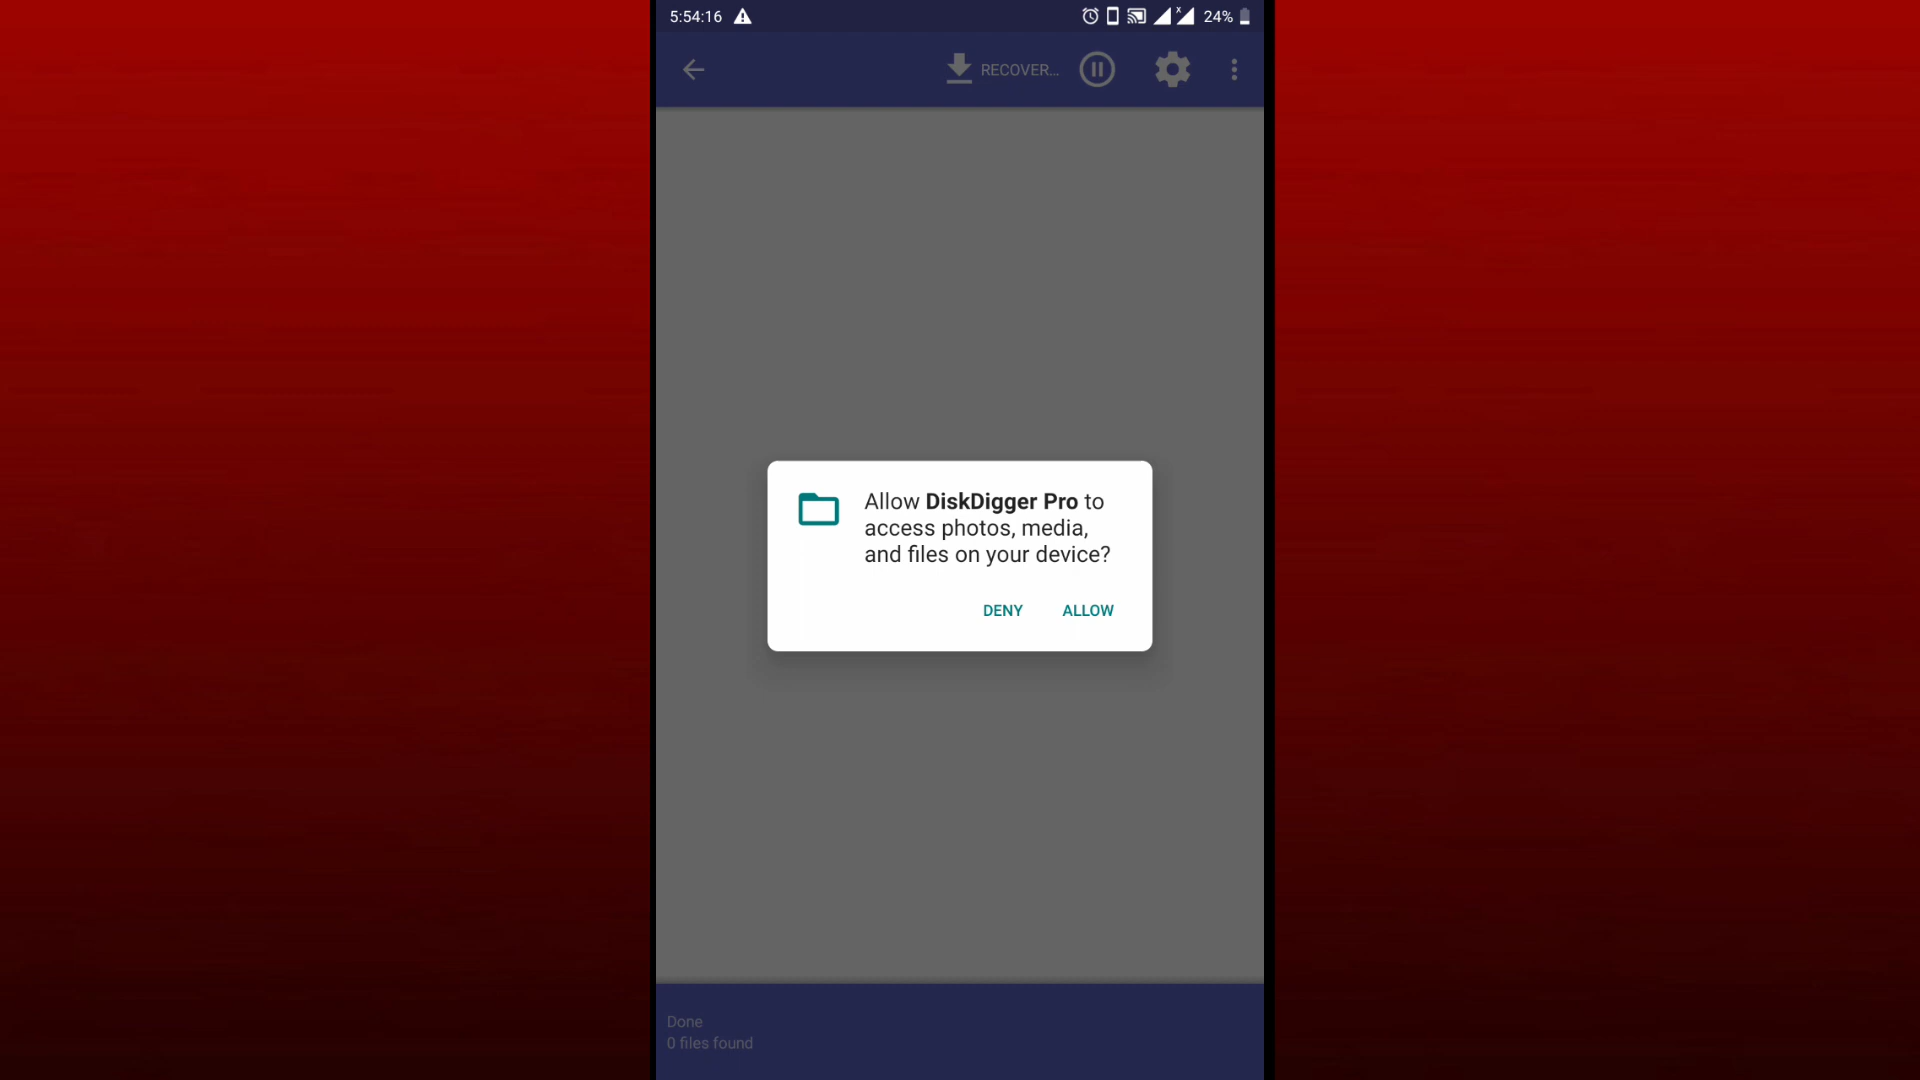 5:54:16
24%
RECOVER...
Allow DiskDigger Pro to
access photos, media,
and files on your device?
DENY ALLOW
Done
0 files found